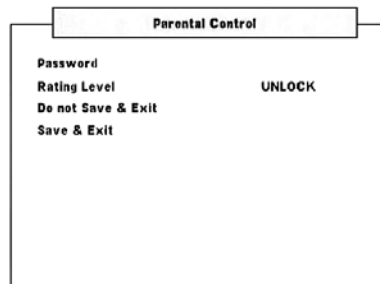 Parental Control
Password
Rating Level UNLOCK
Do not Save & Exit
Save & Exit